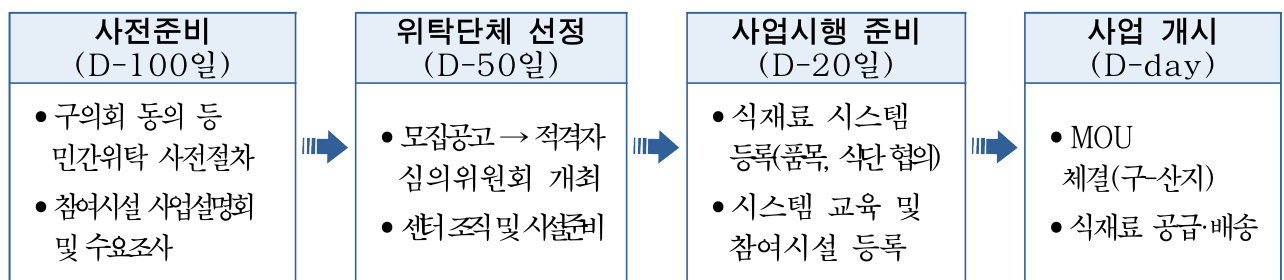 사전준비
(D-100일)
• 구의회 동의 등
민간위탁 사전절차
• 참여시설 사업설명회
및 수요조사
위탁단체 선정
(D-50일)
• 모집공고 → 적격자
심의위원회 개최
• 센터 조직 및 시설준비
사업시행 준비
(D-20일)
• 식재료 시스템
등록(품목, 식단 협의)
• 시스템 교육 및
참여시설 등록
사업 개시
(D-day)
• MOU
체결(구-산지)
• 식재료 공급·배송